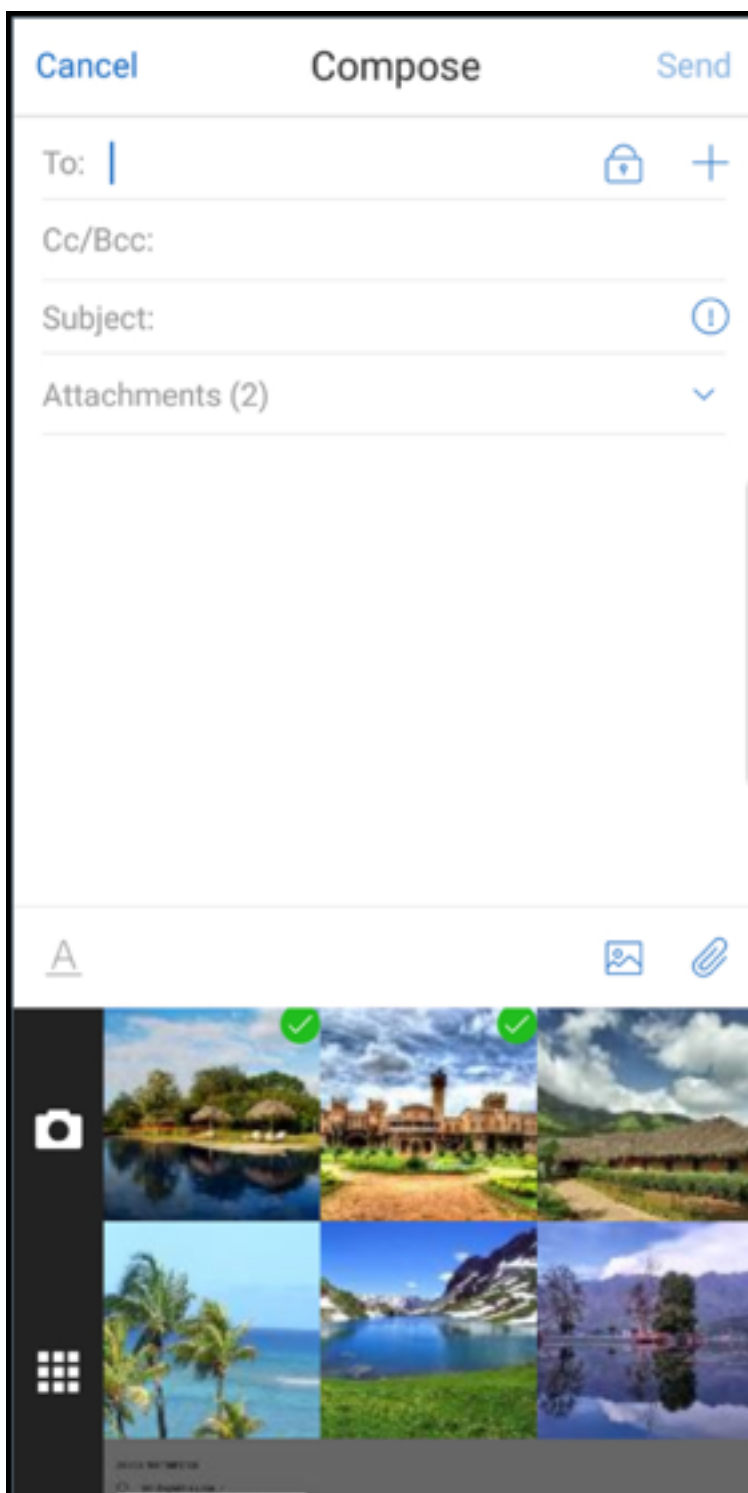 Cancel Compose Send
To:
Cc/Bcc:
Subject:
Attachments (2)
A